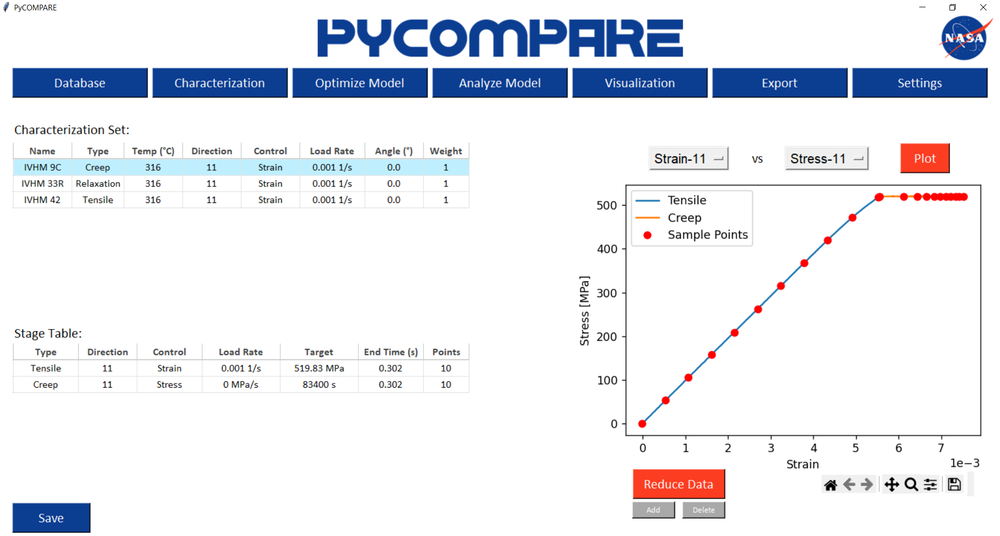 PyCOMPARE
PYCOMPARE
NASA
Database Characterization Optimize Model Analyze Model Visualization Export Settings
Characterization Set:
Name Type Temp (°C) Direction Control Load Rate Angle (°) Weight
IVHM 9C Creep 316 11 Strain 0.001 1/s 0.0 1
IVHM 33R Relaxation 316 11 Strain 0.001 1/s 0.0 1
IVHM 42 Tensile 316 11 Strain 0.001 1/s 0.0 1
Stage Table:
Type Direction Control Load Rate Target End Time (s) Points
Tensile 11 Strain 0.001 1/s 519.83 MPa 0.302 10
Creep 11 Stress 0 MPa/s 83400 s 0.302 10
Save
Strain-11 vs Stress-11 Plot
Tensile
Creep
Sample Points
Stress [MPa]
500
400
300
200
100
0
0 1 2 3 4 5 6 7
Strain
1e−3
Reduce Data
Add Delete